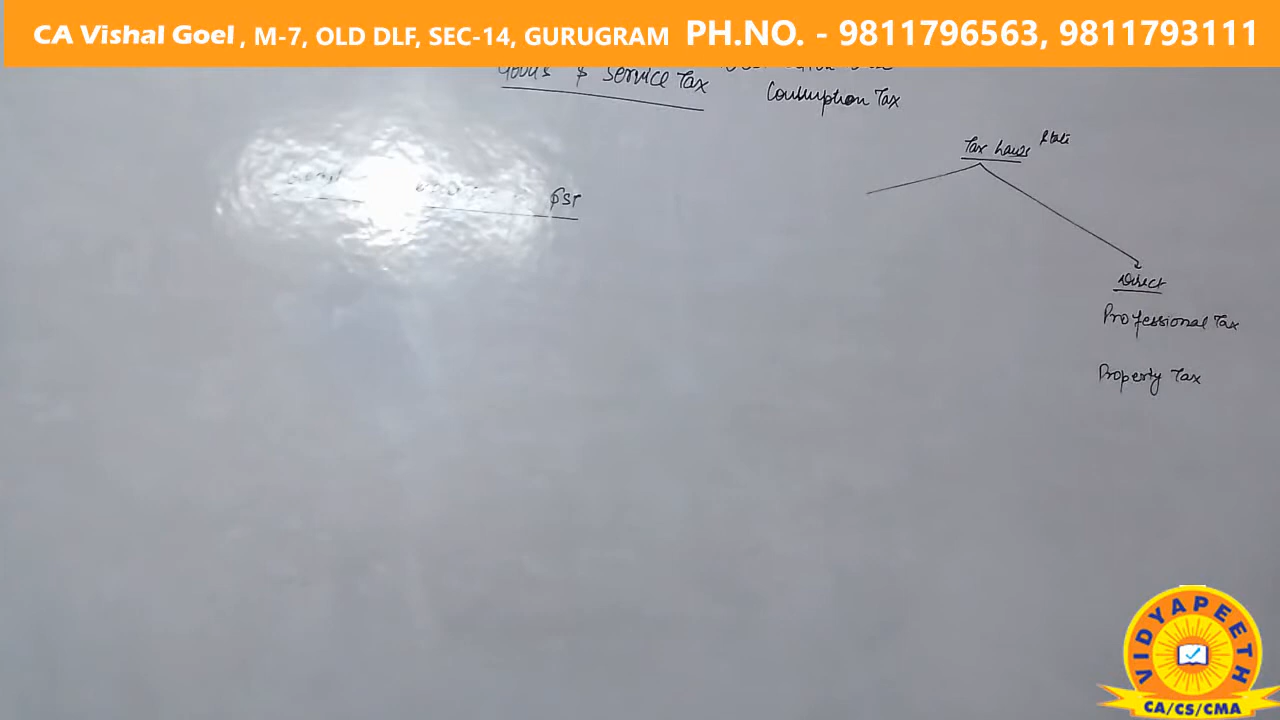 CA Vishal Goel , M-7, OLD DLF, SEC-14, GURUGRAM PH.NO. - 9811796563, 9811793111
Goods & Service Tax
Consumption Tax
Tax Laws State
GST
Direct
Professional Tax
Property Tax
VIDYAPEETH
CA/CS/CMA